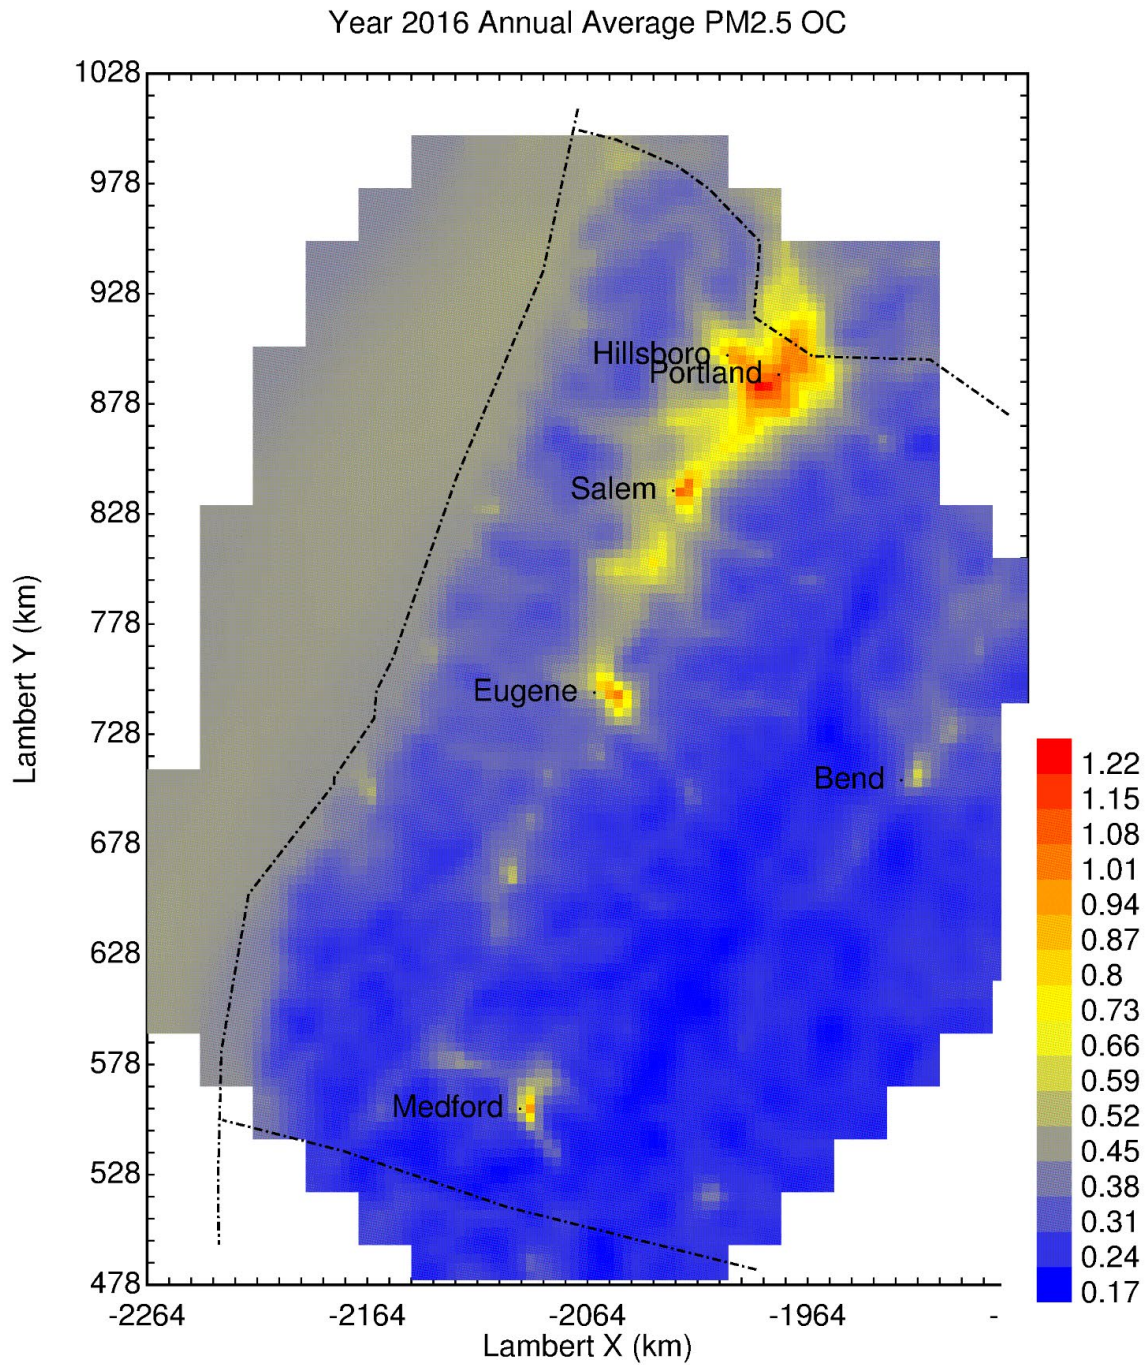 Year 2016 Annual Average PM2.5 OC
1028
978
928
878
828
778
728
678
628
578
528
478
Lambert Y (km)
Hillsboro
Portland
Salem
Eugene
Bend
Medford
1.22
1.15
1.08
1.01
0.94
0.87
0.8
0.73
0.66
0.59
0.52
0.45
0.38
0.31
0.24
0.17
-2264 -2164 -2064 -1964 -
Lambert X (km)